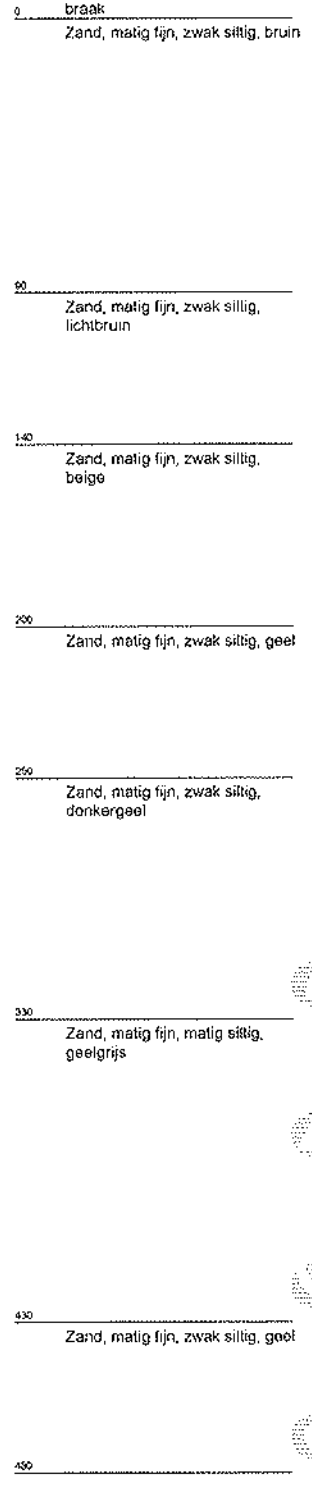 0 braak
Zand, matig fijn, zwak siltig, bruin
90
Zand, matig fijn, zwak siltig,
lichtbruin
140
Zand, matig fijn, zwak siltig,
beige
200
Zand, matig fijn, zwak siltig, geel
250
Zand, matig fijn, zwak siltig,
donkergeel
330
Zand, matig fijn, matig siltig,
geelgrijs
430
Zand, matig fijn, zwak siltig, geel
480